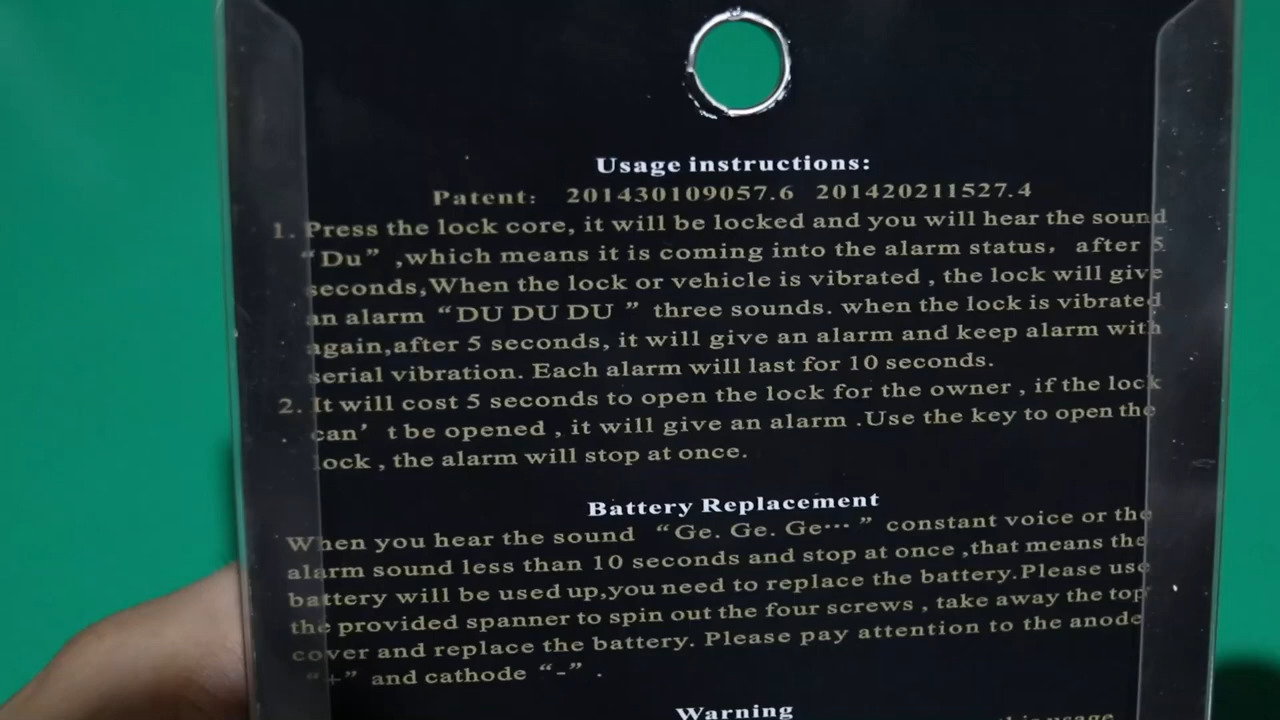 Usage instructions:
Patent: 201430109057.6 201420211527.4
1. Press the lock core, it will be locked and you will hear the sound
“Du” ,which means it is coming into the alarm status, after 5
seconds,When the lock or vehicle is vibrated , the lock will give
an alarm “DU DU DU ” three sounds. when the lock is vibrated
again,after 5 seconds, it will give an alarm and keep alarm with
serial vibration. Each alarm will last for 10 seconds.
2. It will cost 5 seconds to open the lock for the owner , if the lock
can’ t be opened , it will give an alarm .Use the key to open the
lock , the alarm will stop at once.
Battery Replacement
When you hear the sound “Ge. Ge. Ge··· ” constant voice or the
alarm sound less than 10 seconds and stop at once ,that means the
battery will be used up,you need to replace the battery.Please use
the provided spanner to spin out the four screws , take away the top
cover and replace the battery. Please pay attention to the anode
“+” and cathode “-” .
Warning
this usage